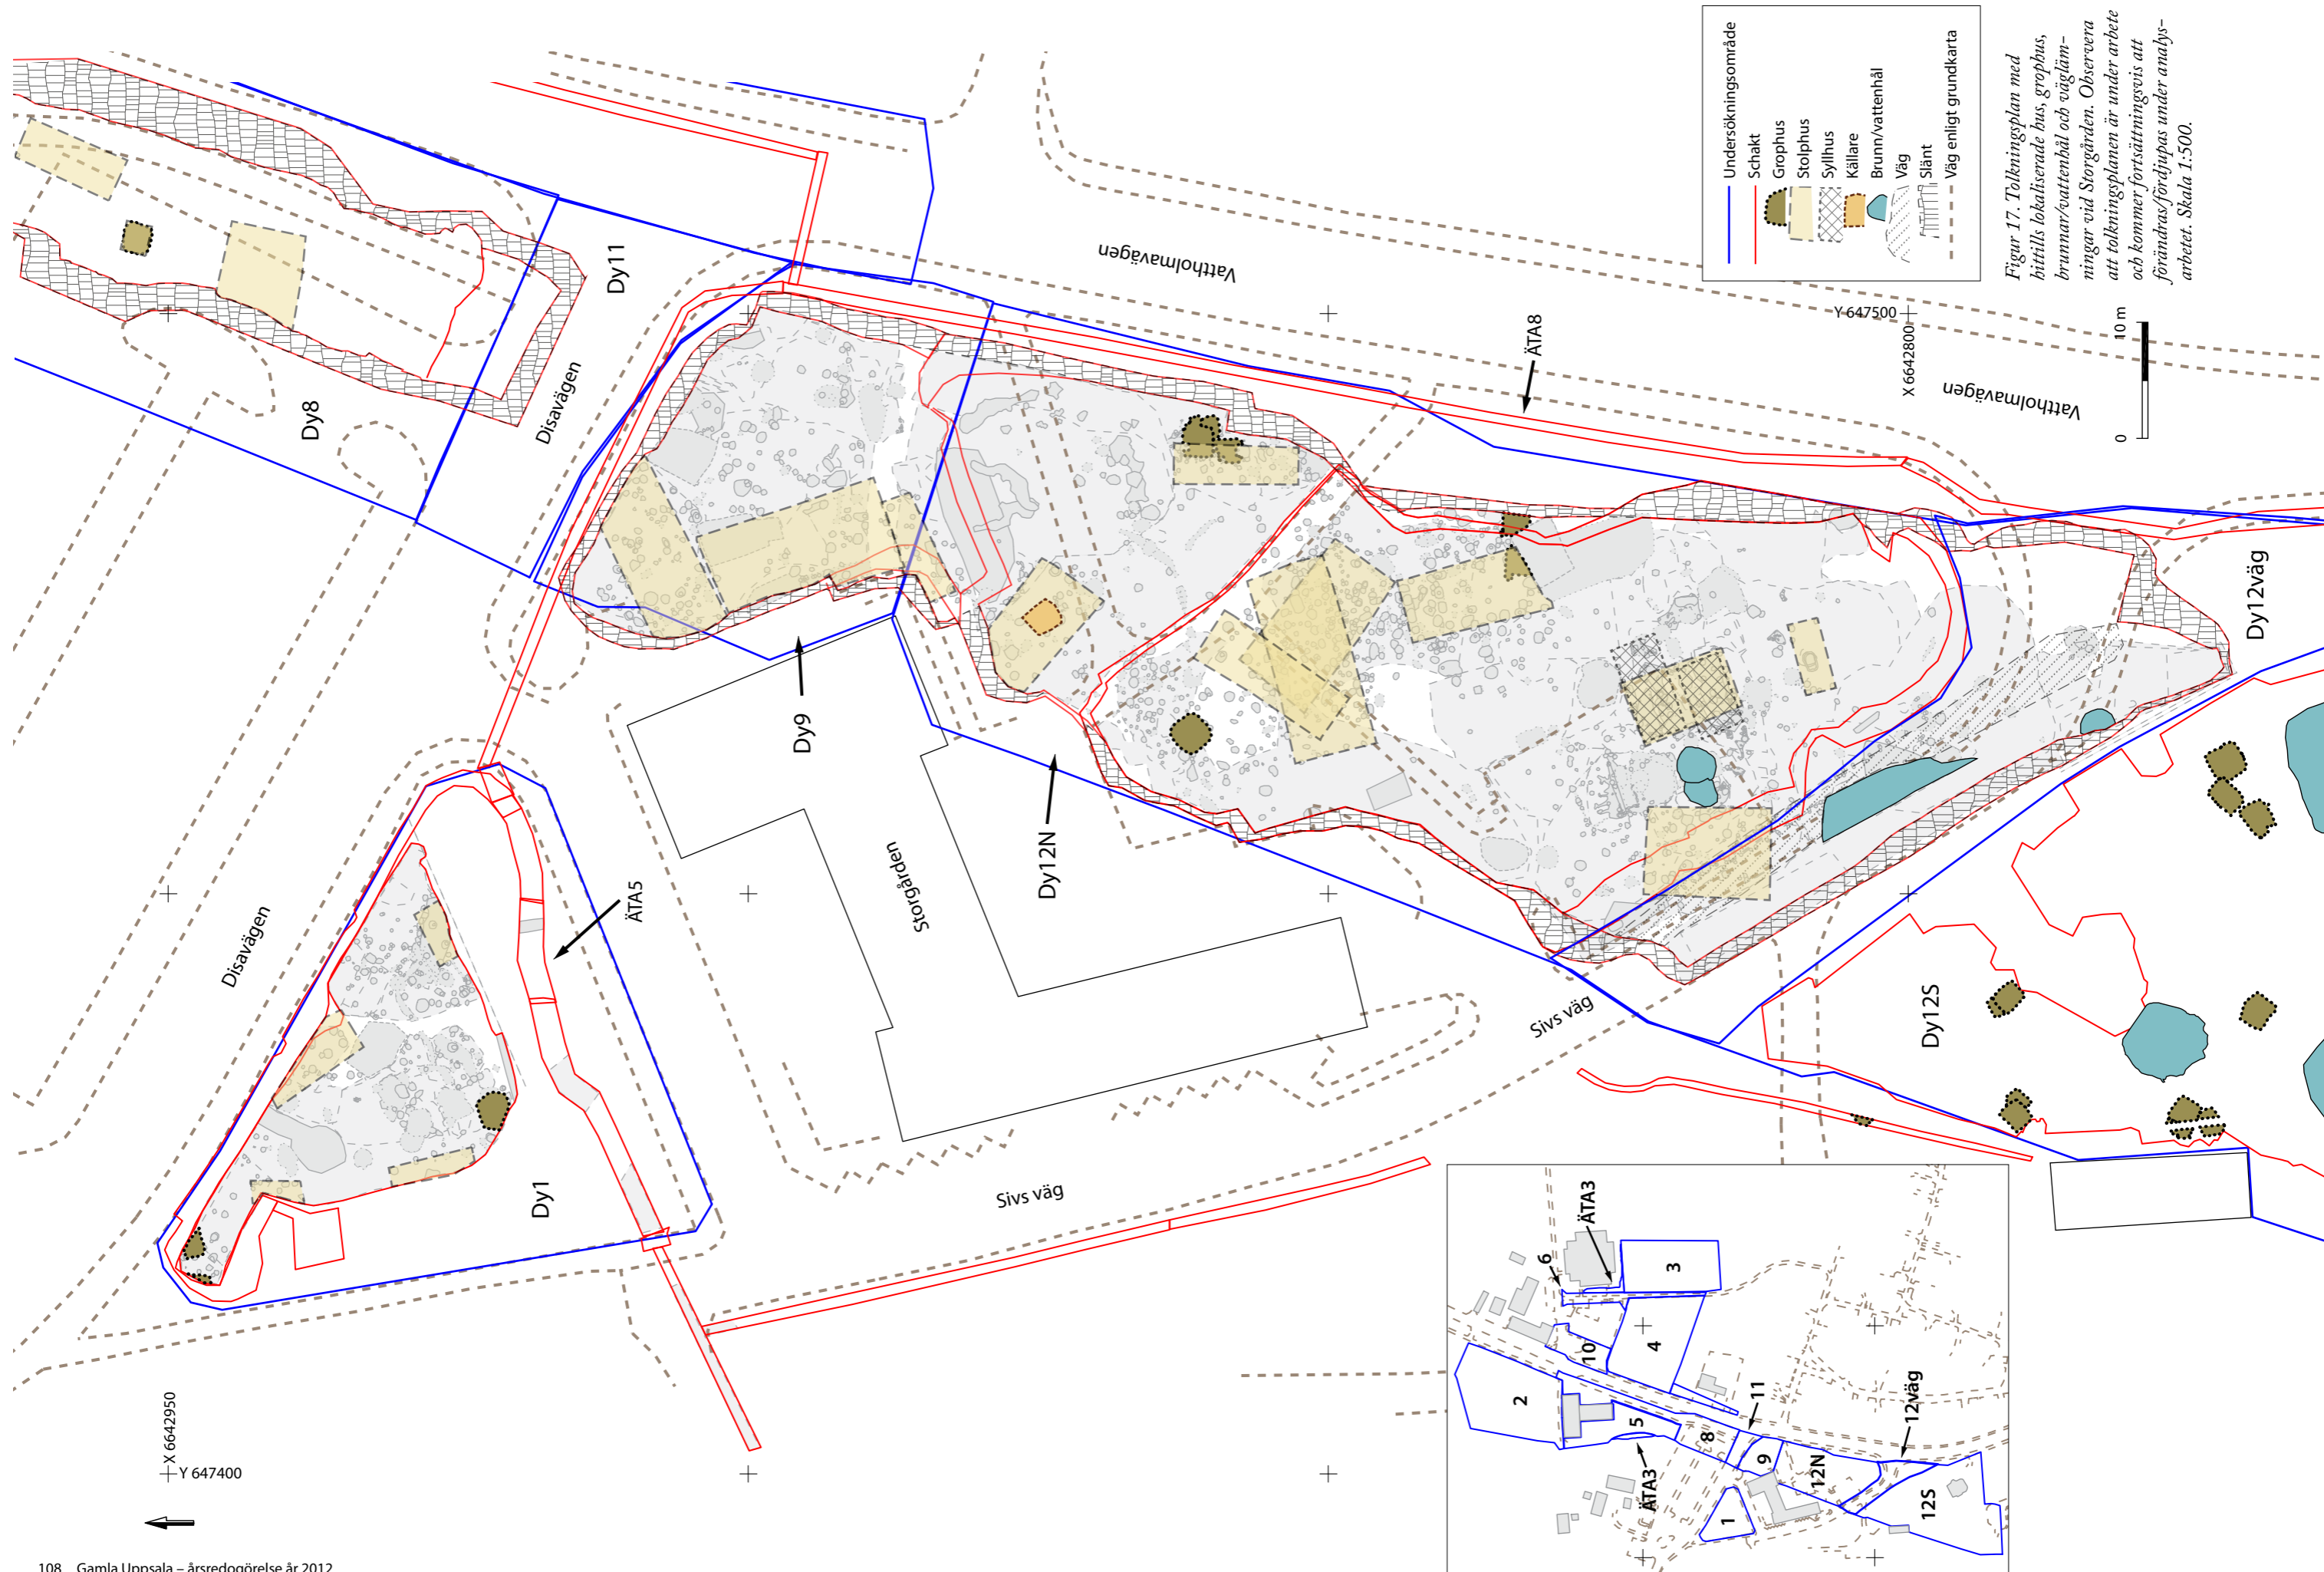 Undersökningsområde
Schakt
Grophus
Stolphus
Syllhus
Källare
Brunn/vattenhål
Väg
Slänt
Väg enligt grundkarta
Figur 17. Tolkningsplan med
hittills lokaliserade hus, grophus,
brunnar/vattenhål och vägläm-
ningar vid Storgården. Observera
att tolkningsplanen är under arbete
och kommer fortsättningsvis att
förändras/fördjupas under analys-
arbetet. Skala 1:500.
0
10 m
Dy8
Dy11
Disavägen
Vattholmavägen
ÄTA8
Y 647500
X 6642800
Vattholmavägen
Dy12väg
Dy9
Dy12N
Storgården
Disavägen
ÄTA5
Dy1
Sivs väg
Sivs väg
Dy12S
X 6642950
Y 647400
ÄTA3
6
3
10
4
2
5
8
11
ÄTA3
9
12N
12väg
1
12S
108 Gamla Uppsala – årsredogörelse år 2012